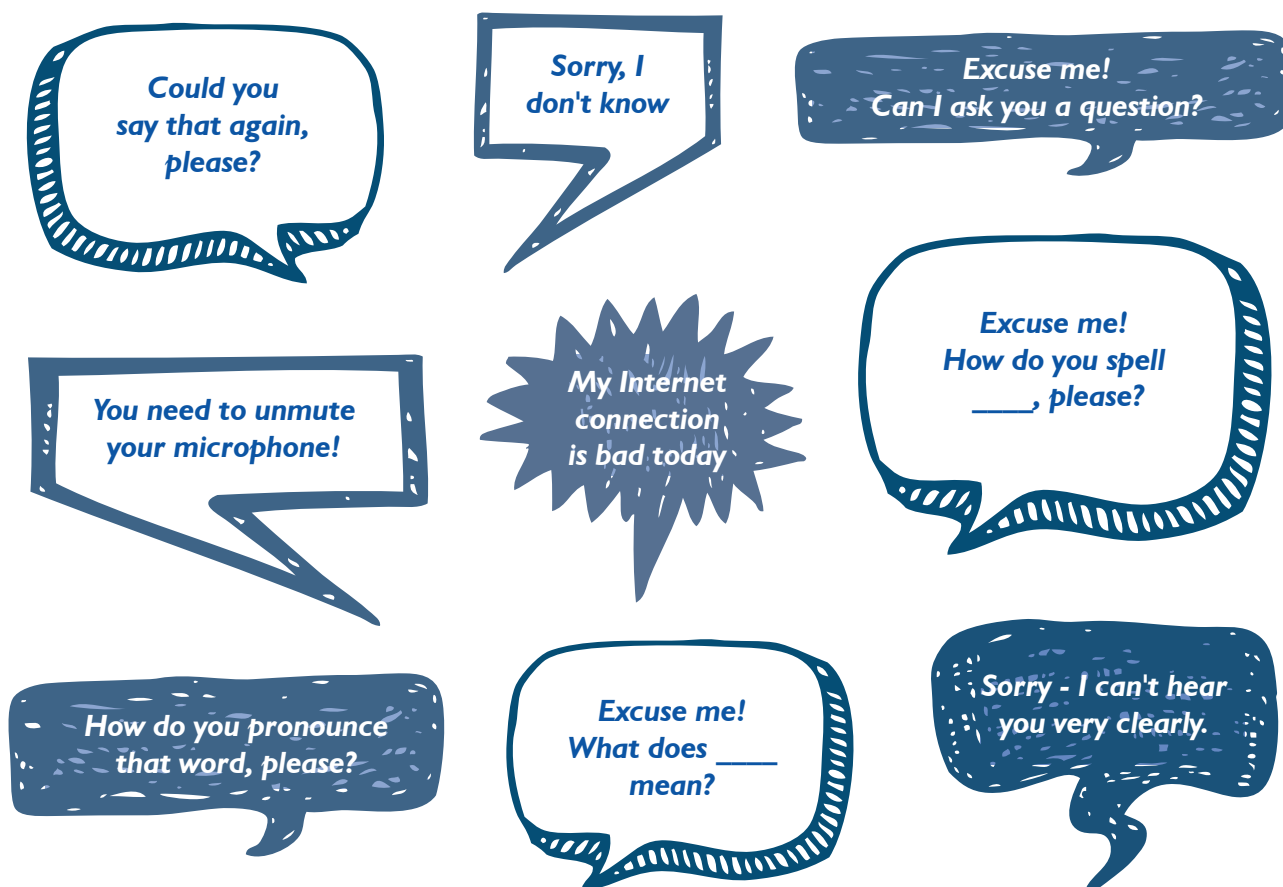 Could you
say that again,
please?
Sorry, I
don't know
Excuse me!
Can I ask you a question?
You need to unmute
your microphone!
My Internet
connection
is bad today
Excuse me!
How do you spell
____, please?
How do you pronounce
that word, please?
Excuse me!
What does ____
mean?
Sorry - I can't hear
you very clearly.